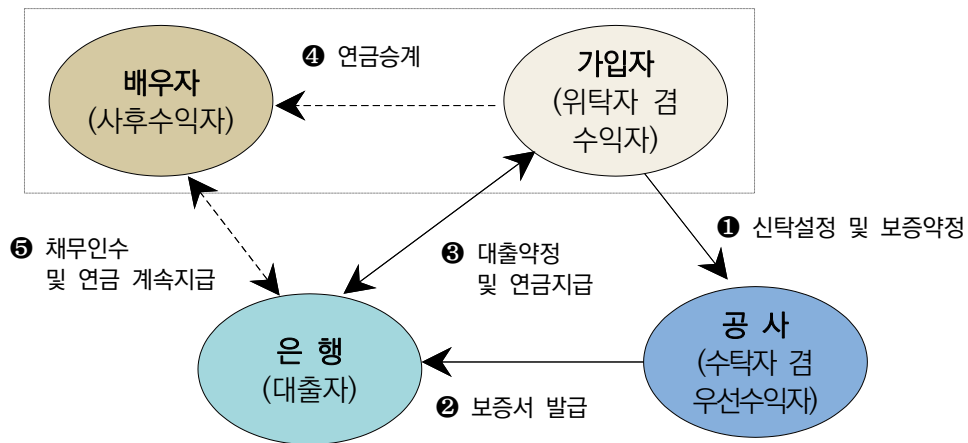 ❹ 연금승계
배우자
(사후수익자)
가입자
(위탁자 겸
수익자)
❶ 신탁설정 및 보증약정
❺ 채무인수
및 연금 계속지급
❸ 대출약정
및 연금지급
은 행
(대출자)
공 사
(수탁자 겸
우선수익자)
❷ 보증서 발급